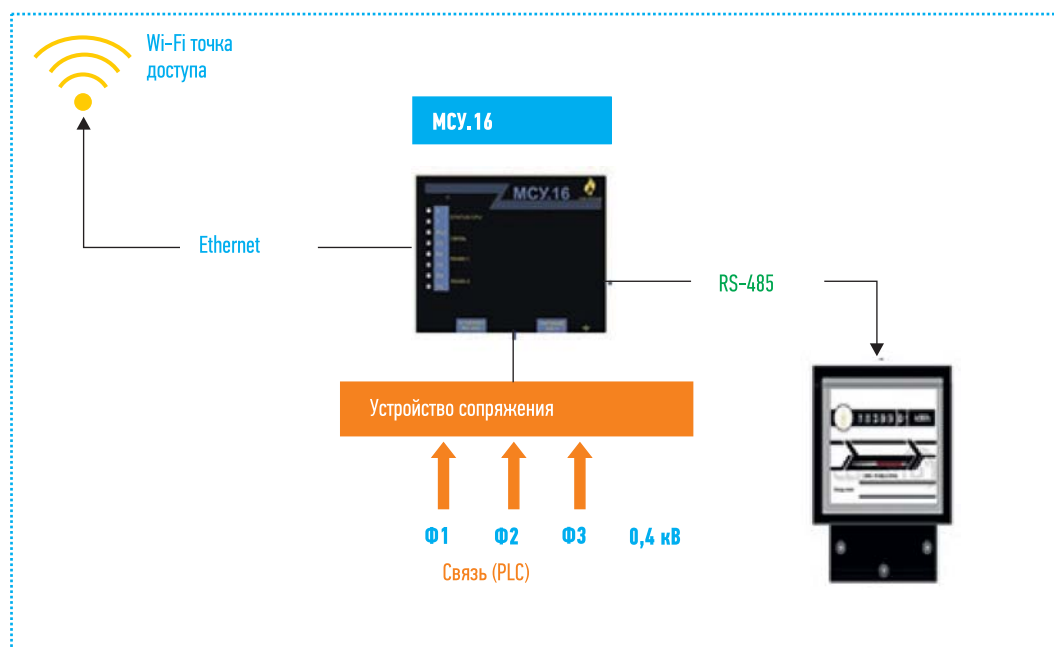 Wi-Fi точка
доступа
МСУ.16
МСУ.16
Ethernet
RS-485
Устройство сопряжения
Ф1 Ф2 Ф3 0,4 кВ
Связь (PLC)